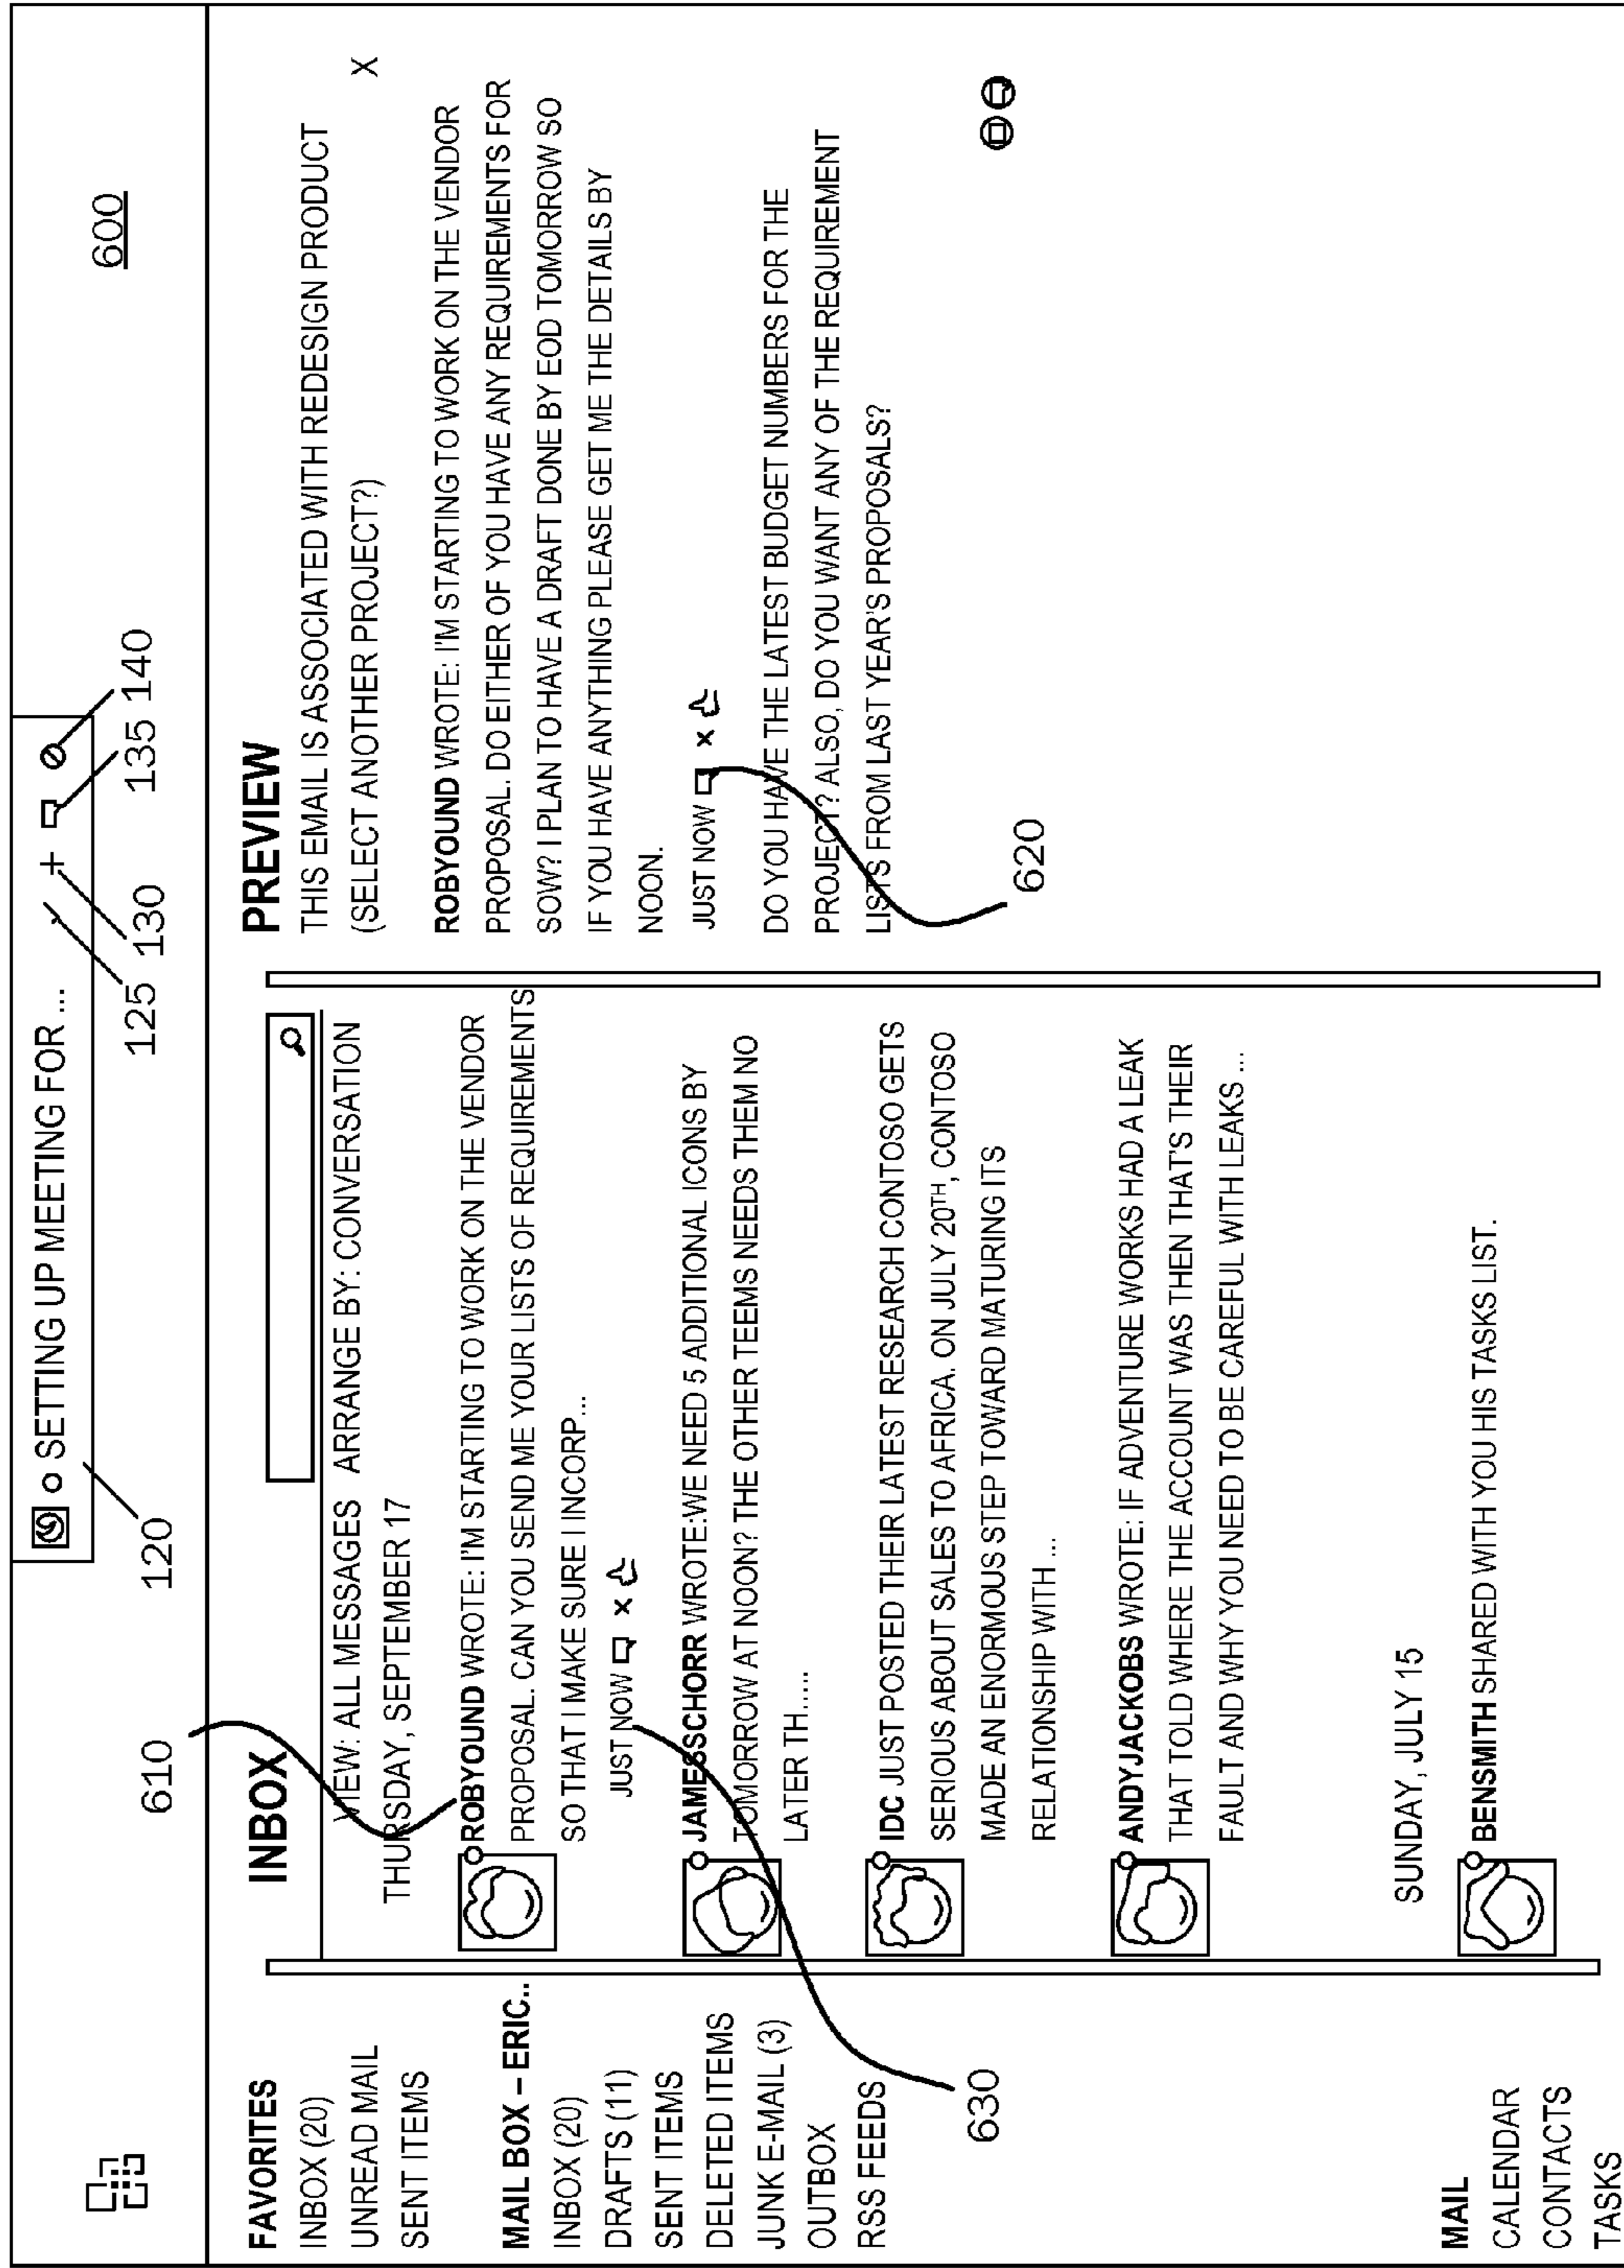 600
SETTING UP MEETING FOR ...
120
125
130
135
140
610
FAVORITES
INBOX (20)
UNREAD MAIL
SENT ITEMS
MAIL BOX – ERIC..
INBOX (20)
DRAFTS (11)
SENT ITEMS
DELETED ITEMS
JUNK E-MAIL (3)
OUTBOX
RSS FEEDS
630
MAIL
CALENDAR
CONTACTS
TASKS
INBOX
VIEW: ALL MESSAGES ARRANGE BY: CONVERSATION
THURSDAY, SEPTEMBER 17
ROBYOUND WROTE: I'M STARTING TO WORK ON THE VENDOR
PROPOSAL. CAN YOU SEND ME YOUR LISTS OF REQUIREMENTS
SO THAT I MAKE SURE I INCORP...
JUST NOW
JAMESSCHORR WROTE:WE NEED 5 ADDITIONAL ICONS BY
TOMORROW AT NOON? THE OTHER TEEMS NEEDS THEM NO
LATER TH......
IDC JUST POSTED THEIR LATEST RESEARCH CONTOSO GETS
SERIOUS ABOUT SALES TO AFRICA. ON JULY 20TH, CONTOSO
MADE AN ENORMOUS STEP TOWARD MATURING ITS
RELATIONSHIP WITH ...
ANDYJACKOBS WROTE: IF ADVENTURE WORKS HAD A LEAK
THAT TOLD WHERE THE ACCOUNT WAS THEN THAT'S THEIR
FAULT AND WHY YOU NEED TO BE CAREFUL WITH LEAKS ...
SUNDAY, JULY 15
BENSMITH SHARED WITH YOU HIS TASKS LIST.
PREVIEW
THIS EMAIL IS ASSOCIATED WITH REDESIGN PRODUCT
(SELECT ANOTHER PROJECT?) X
ROBYOUND WROTE: I'M STARTING TO WORK ON THE VENDOR
PROPOSAL. DO EITHER OF YOU HAVE ANY REQUIREMENTS FOR
SOW? I PLAN TO HAVE A DRAFT DONE BY EOD TOMORROW SO
IF YOU HAVE ANYTHING PLEASE GET ME THE DETAILS BY
NOON.
JUST NOW
DO YOU HAVE THE LATEST BUDGET NUMBERS FOR THE
PROJECT? ALSO, DO YOU WANT ANY OF THE REQUIREMENT
LISTS FROM LAST YEAR'S PROPOSALS?
620